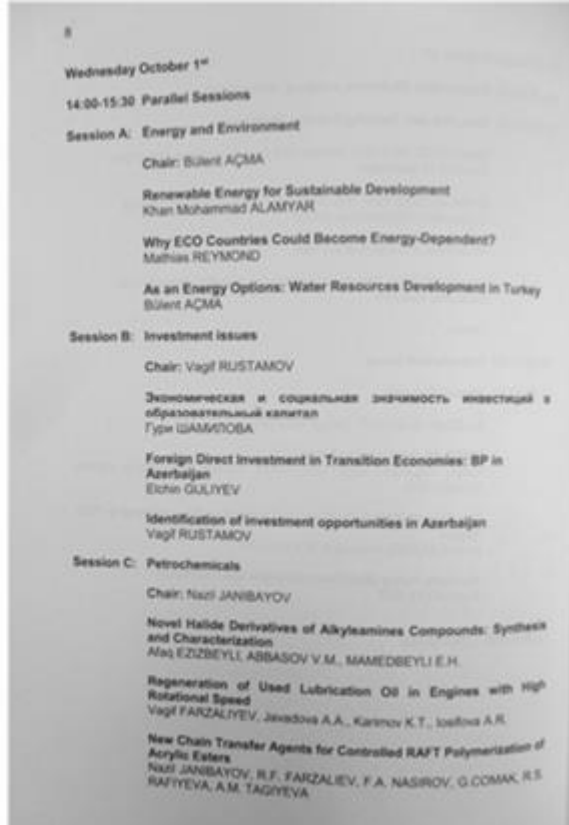 8
Wednesday October 1st
14:00-15:30 Parallel Sessions
Session A: Energy and Environment
Chair: Bülent AÇMA
Renewable Energy for Sustainable Development
Khan Mohammad ALAMYAR
Why ECO Countries Could Become Energy-Dependent?
Mathias REYMOND
As an Energy Options: Water Resources Development in Turkey
Bülent AÇMA
Session B: Investment issues
Chair: Vagif RUSTAMOV
Экономическая и социальная значимость инвестиций в
образовательный капитал
Гури ШАМИЛОВА
Foreign Direct Investment in Transition Economies: BP in
Azerbaijan
Elchin GULIYEV
Identification of investment opportunities in Azerbaijan
Vagif RUSTAMOV
Session C: Petrochemicals
Chair: Nazil JANIBAYOV
Novel Halide Derivatives of Alkyleamines Compounds: Synthesis
and Characterization
Afaq EZIZBEYLI, ABBASOV V.M., MAMEDBEYLI E.H.
Regeneration of Used Lubrication Oil in Engines with High
Rotational Speed
Vagif FARZALIYEV, Javadova A.A., Karimov K.T., Iosifova A.R.
New Chain Transfer Agents for Controlled RAFT Polymerization of
Acrylic Esters
Nazil JANIBAYOV, R.F. FARZALIEV, F.A. NASIROV, G.COMAK, R.S.
RAFIYEVA, A.M. TAGIYEVA